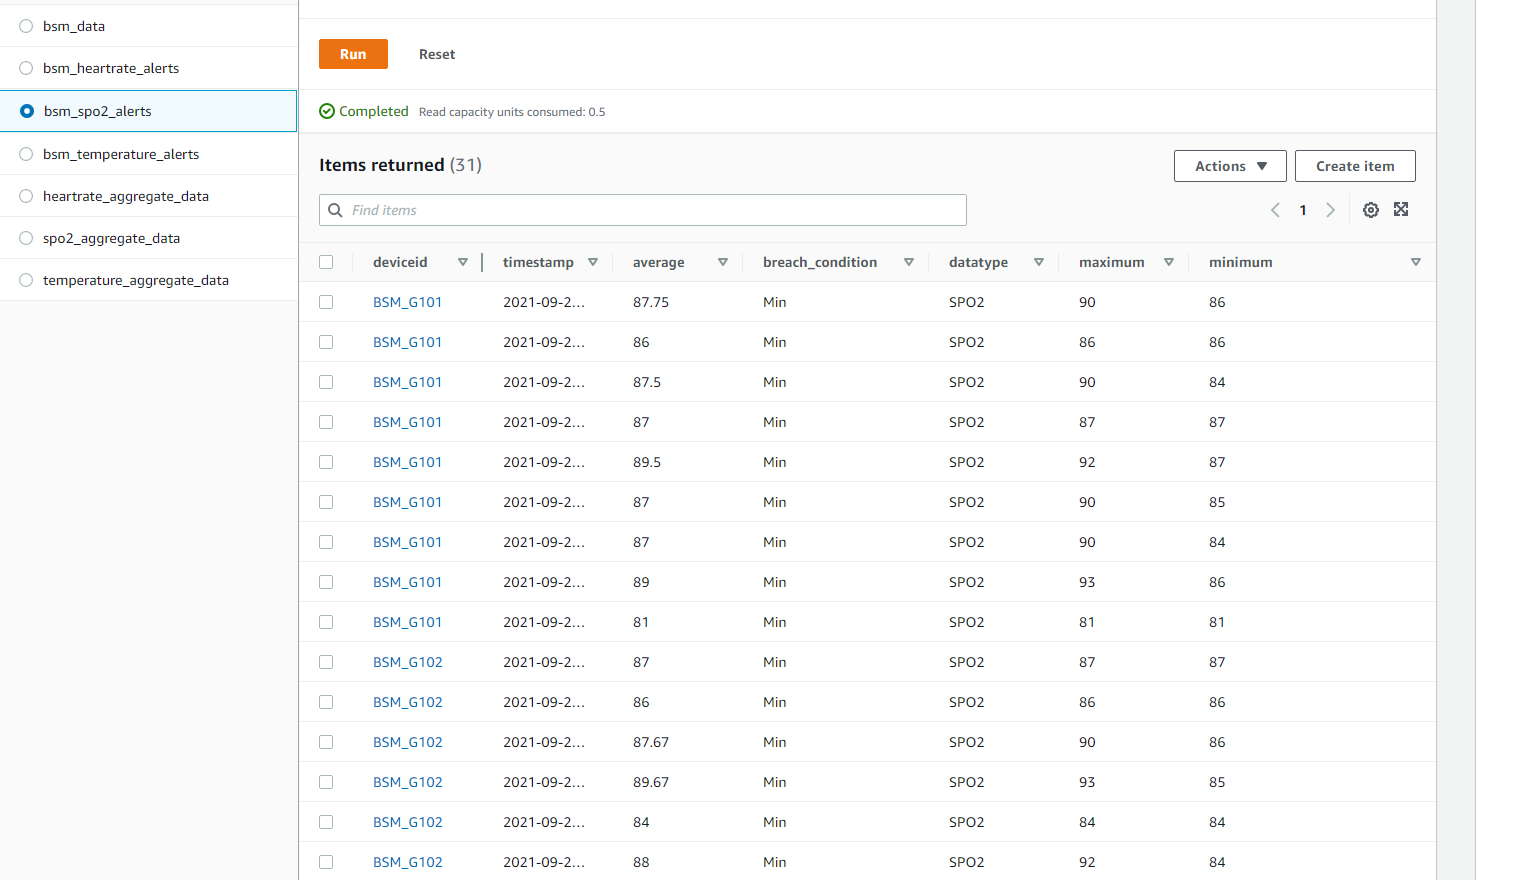 bsm_data
bsm_heartrate_alerts
bsm_spo2_alerts
bsm_temperature_alerts
heartrate_aggregate_data
spo2_aggregate_data
temperature_aggregate_data
Run Reset
Completed Read capacity units consumed: 0.5
Items returned (31)
Actions Create item
Find items
1
deviceid timestamp average breach_condition datatype maximum minimum
BSM_G101 2021-09-2... 87.75 Min SPO2 90 86
BSM_G101 2021-09-2... 86 Min SPO2 86 86
BSM_G101 2021-09-2... 87.5 Min SPO2 90 84
BSM_G101 2021-09-2... 87 Min SPO2 87 87
BSM_G101 2021-09-2... 89.5 Min SPO2 92 87
BSM_G101 2021-09-2... 87 Min SPO2 90 85
BSM_G101 2021-09-2... 87 Min SPO2 90 84
BSM_G101 2021-09-2... 89 Min SPO2 93 86
BSM_G101 2021-09-2... 81 Min SPO2 81 81
BSM_G102 2021-09-2... 87 Min SPO2 87 87
BSM_G102 2021-09-2... 86 Min SPO2 86 86
BSM_G102 2021-09-2... 87.67 Min SPO2 90 86
BSM_G102 2021-09-2... 89.67 Min SPO2 93 85
BSM_G102 2021-09-2... 84 Min SPO2 84 84
BSM_G102 2021-09-2... 88 Min SPO2 92 84